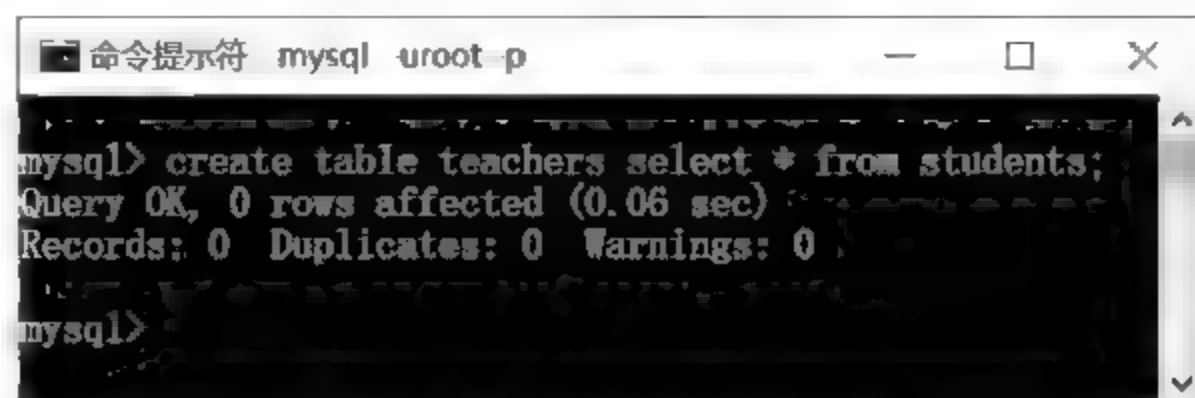 命令提示符 mysql -uroot -p
mysql> create table teachers select * from students;
Query OK, 0 rows affected (0.06 sec)
Records: 0 Duplicates: 0 Warnings: 0
mysql>